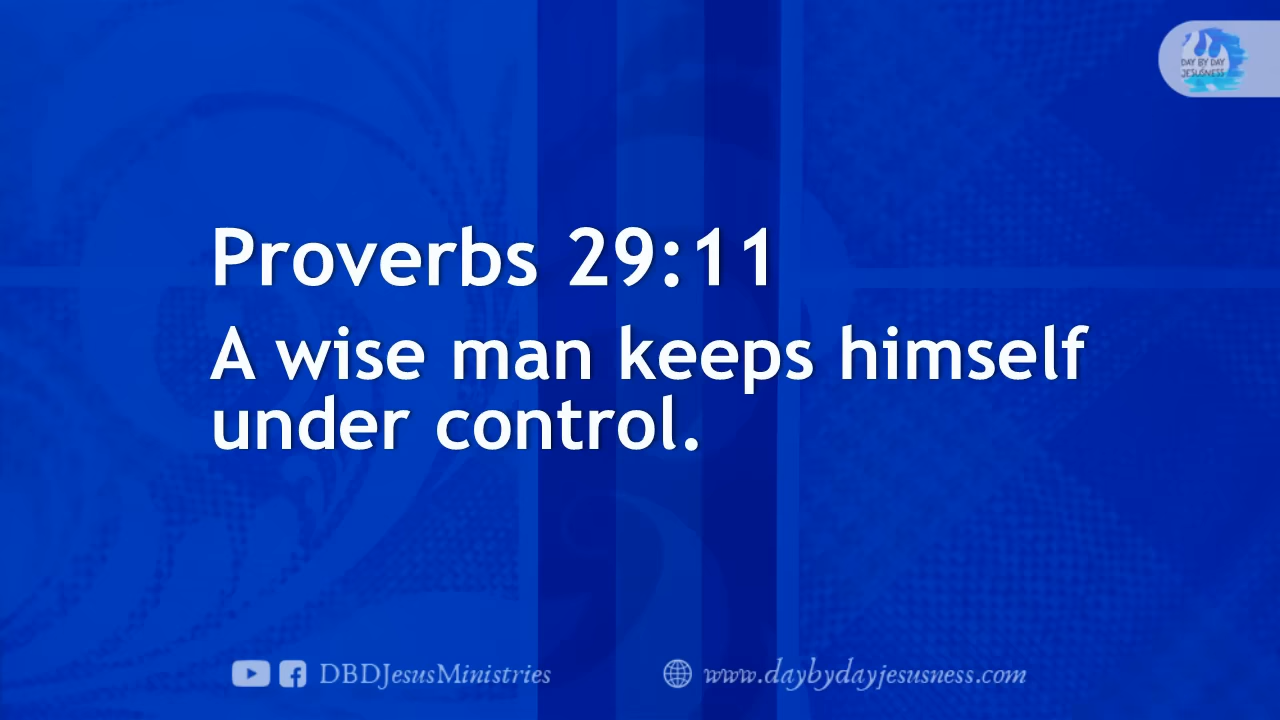 DAY BY DAY
JESUSNESS
Proverbs 29:11
A wise man keeps himself
under control.
DBDJesusMinistries
www.daybydayjesusness.com